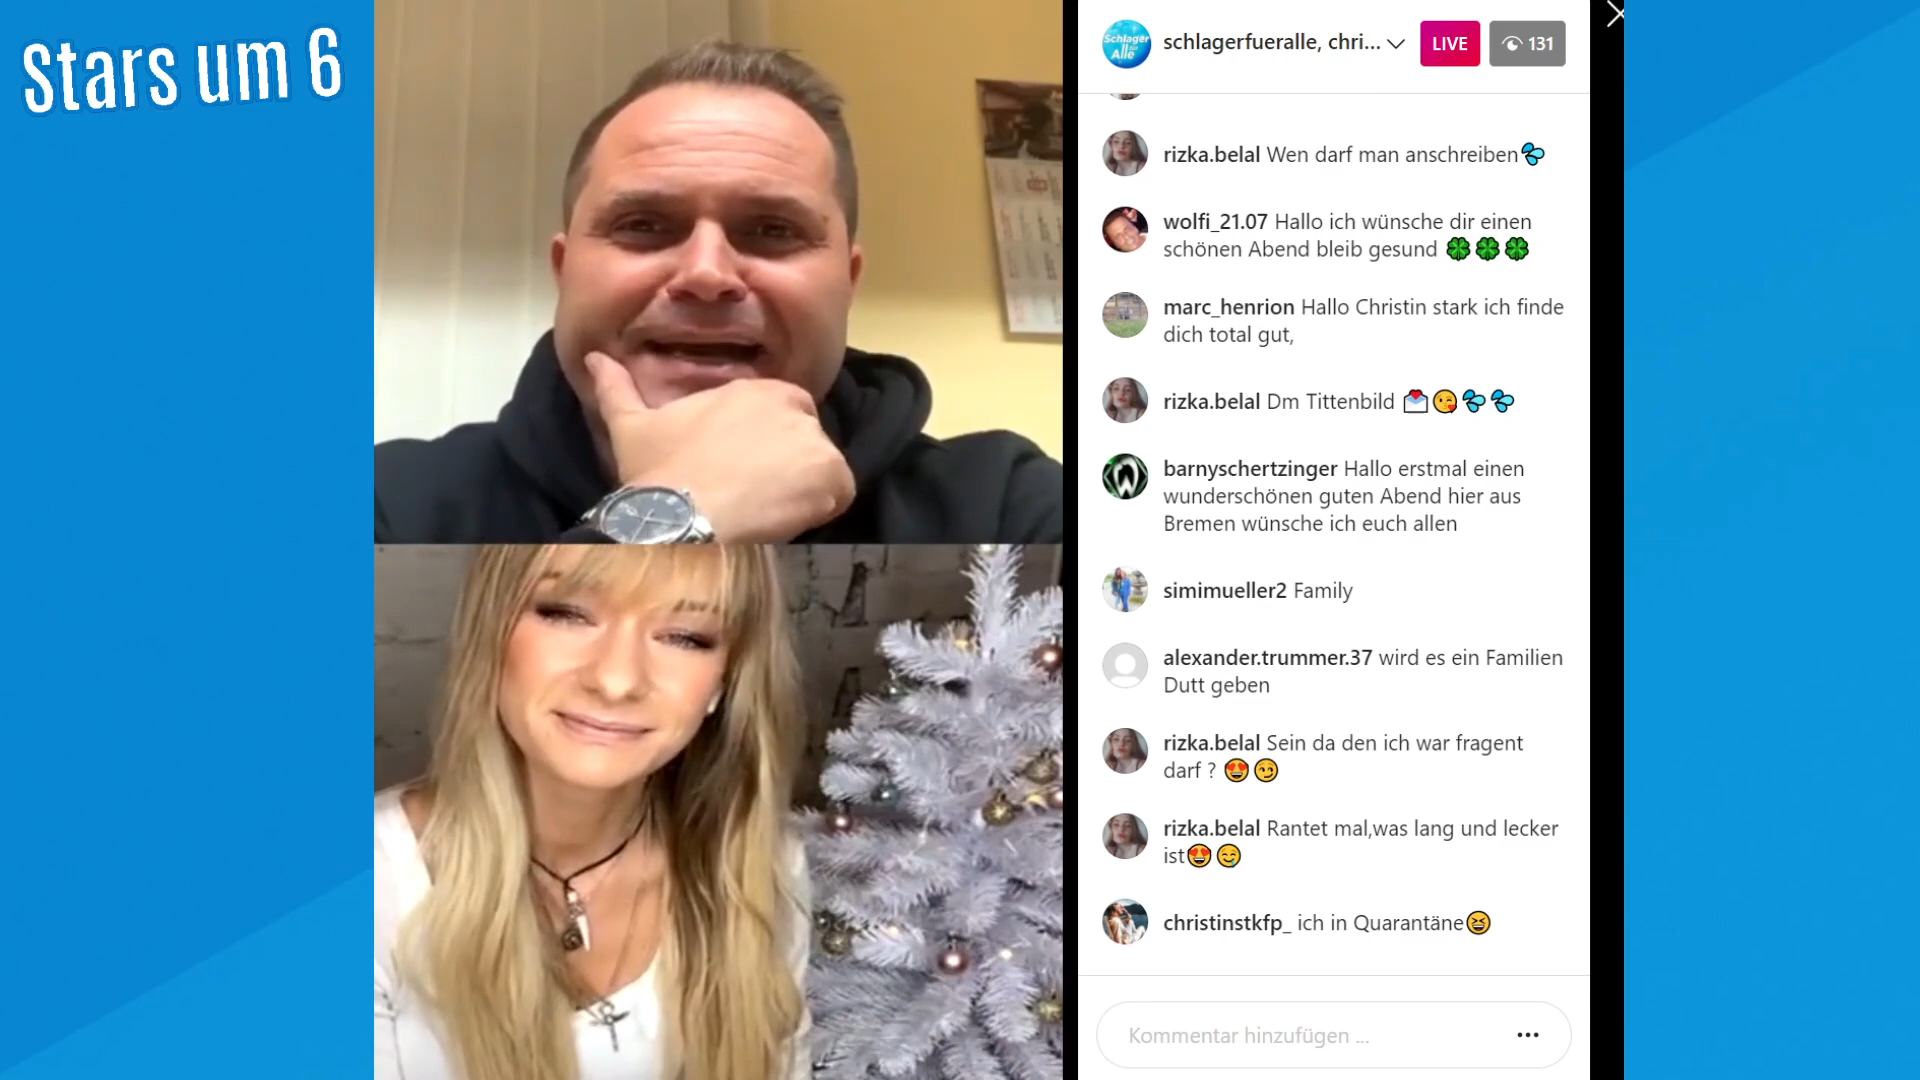 Stars um 6
Schlager
für
Alle
schlagerfueralle, chri...
LIVE
131
rizka.belal Wen darf man anschreiben💦
wolfi_21.07 Hallo ich wünsche dir einen
schönen Abend bleib gesund 🍀🍀🍀
marc_henrion Hallo Christin stark ich finde
dich total gut,
rizka.belal Dm Tittenbild 💌😘💦💦
barnyschertzinger Hallo erstmal einen
wunderschönen guten Abend hier aus
Bremen wünsche ich euch allen
simimueller2 Family
alexander.trummer.37 wird es ein Familien
Dutt geben
rizka.belal Sein da den ich war fragent
darf ? 😍😏
rizka.belal Rantet mal,was lang und lecker
ist😍🤤
christinstkfp_ ich in Quarantäne😆
Kommentar hinzufügen ...